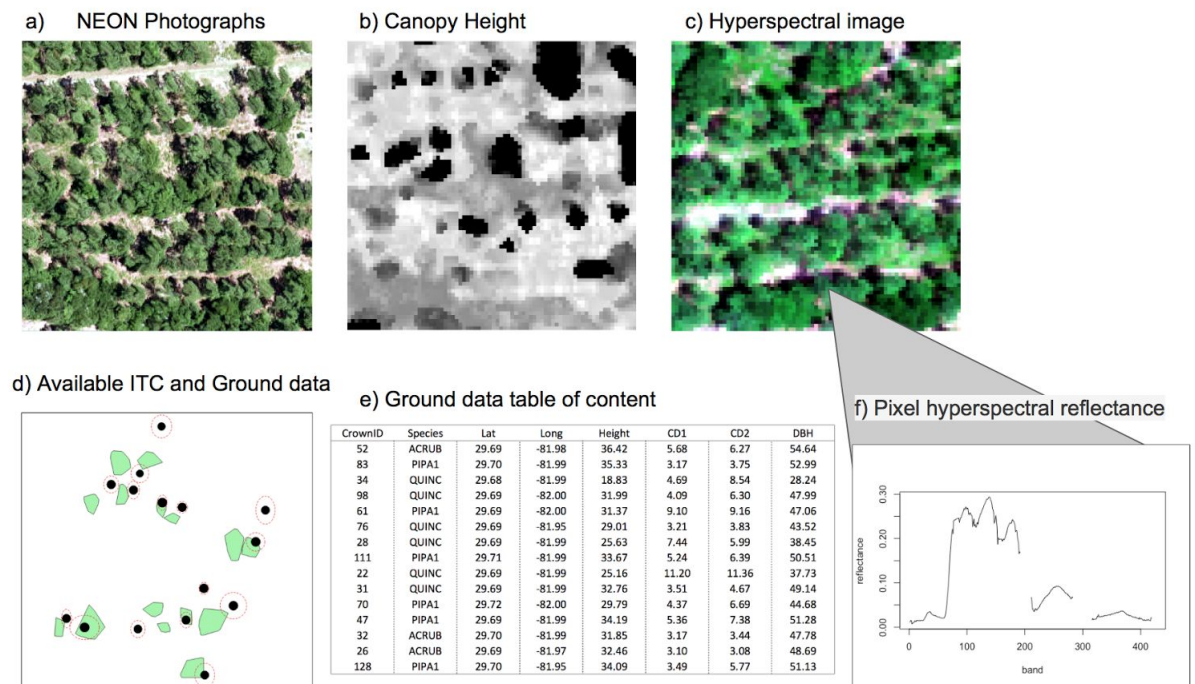 a) NEON Photographs
b) Canopy Height
c) Hyperspectral image
d) Available ITC and Ground data
e) Ground data table of content
CrownID Species Lat Long Height CD1 CD2 DBH
52 ACRUB 29.69 -81.98 36.42 5.68 6.27 54.64
83 PIPA1 29.70 -81.99 35.33 3.17 3.75 52.99
34 QUINC 29.68 -81.99 18.83 4.69 8.54 28.24
98 QUINC 29.69 -82.00 31.99 4.09 6.30 47.99
61 PIPA1 29.69 -82.00 31.37 9.10 9.16 47.06
76 QUINC 29.69 -81.95 29.01 3.21 3.83 43.52
28 QUINC 29.69 -81.99 25.63 7.44 5.99 38.45
111 PIPA1 29.71 -81.99 33.67 5.24 6.39 50.51
22 QUINC 29.69 -81.99 25.16 11.20 11.36 37.73
31 QUINC 29.69 -81.99 32.76 3.51 4.67 49.14
70 PIPA1 29.72 -82.00 29.79 4.37 6.69 44.68
47 PIPA1 29.69 -81.99 34.19 5.36 7.38 51.28
32 ACRUB 29.70 -81.99 31.85 3.17 3.44 47.78
26 ACRUB 29.69 -81.97 32.46 3.10 3.08 48.69
128 PIPA1 29.70 -81.95 34.09 3.49 5.77 51.13
f) Pixel hyperspectral reflectance
reflectance
0.30
0.20
0.10
0.00
0 100 200 300 400
band